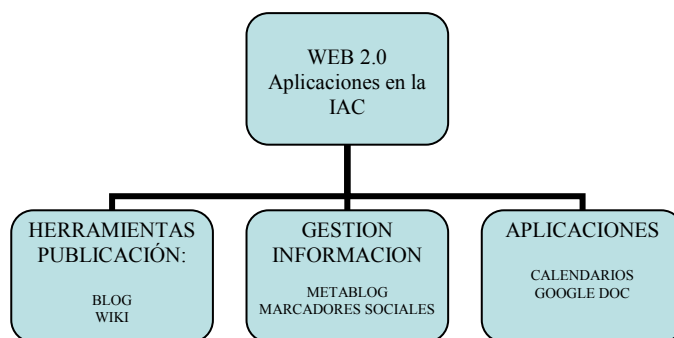 WEB 2.0
Aplicaciones en la
IAC
HERRAMIENTAS
PUBLICACIÓN:
BLOG
WIKI
GESTION
INFORMACION
METABLOG
MARCADORES SOCIALES
APLICACIONES
CALENDARIOS
GOOGLE DOC